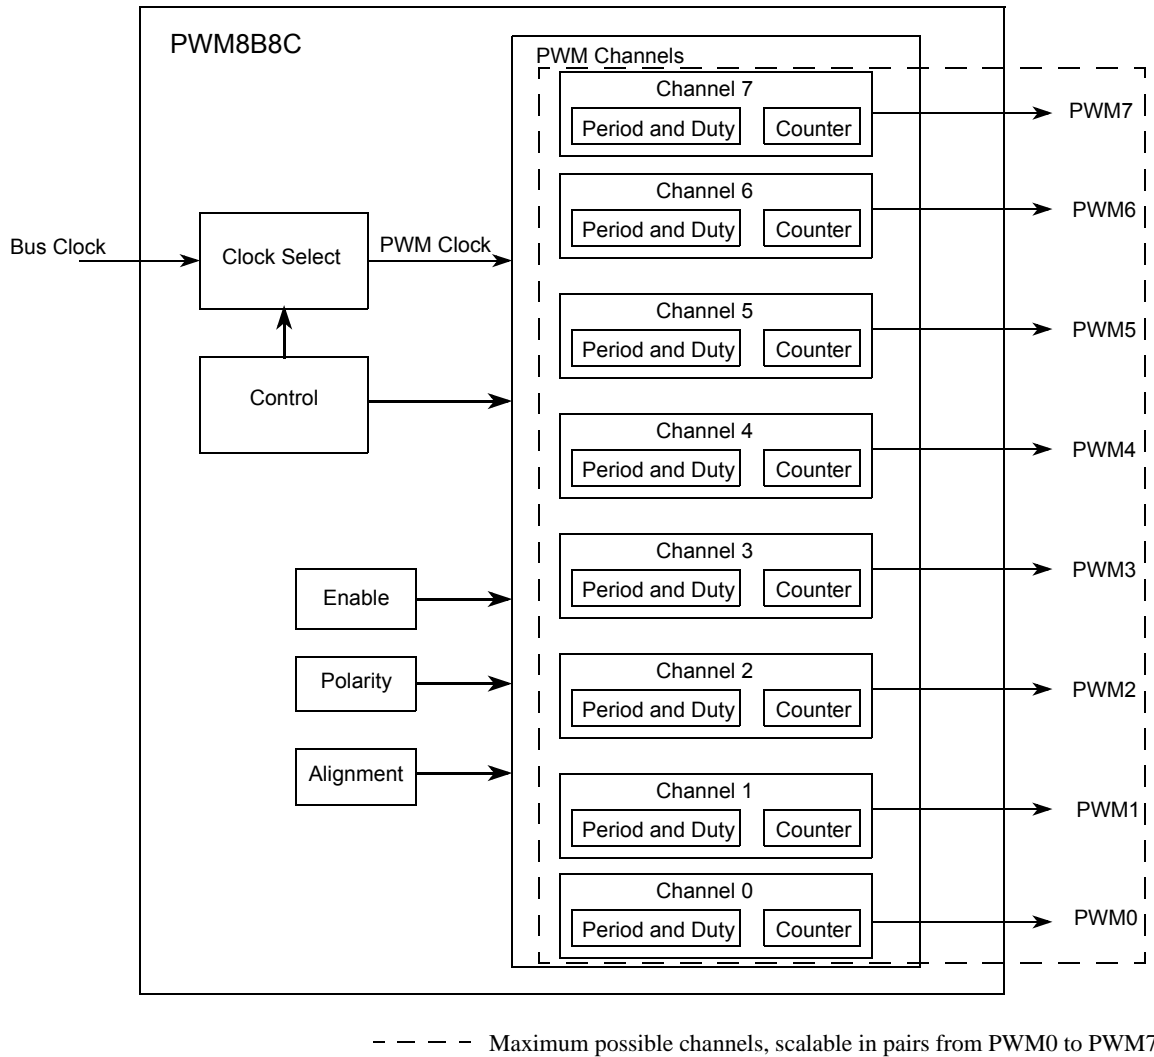 PWM8B8C
PWM Channels
Channel 7
Period and Duty
Counter
PWM7
Channel 6
Period and Duty
Counter
PWM6
Bus Clock
Clock Select
PWM Clock
Channel 5
Period and Duty
Counter
PWM5
Control
Channel 4
Period and Duty
Counter
PWM4
Channel 3
Period and Duty
Counter
PWM3
Enable
Channel 2
Period and Duty
Counter
PWM2
Polarity
Alignment
Channel 1
Period and Duty
Counter
PWM1
Channel 0
Period and Duty
Counter
PWM0
Maximum possible channels, scalable in pairs from PWM0 to PWM7